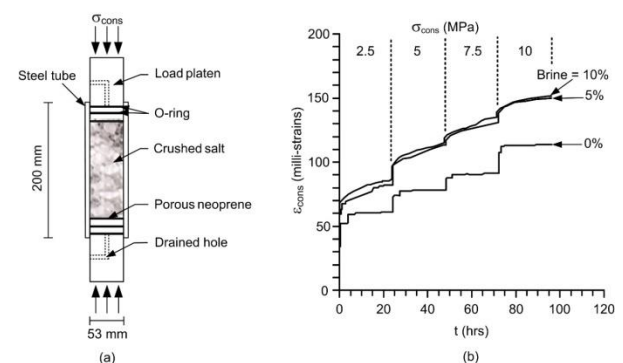 σcons
Steel tube
Load platen
O-ring
Crushed salt
200 mm
Porous neoprene
Drained hole
53 mm
(a)
σcons (MPa)
2.5 5 7.5 10
Brine = 10%
5%
0%
εcons (milli-strains)
200
150
100
50
0
0 20 40 60 80 100 120
t (hrs)
(b)